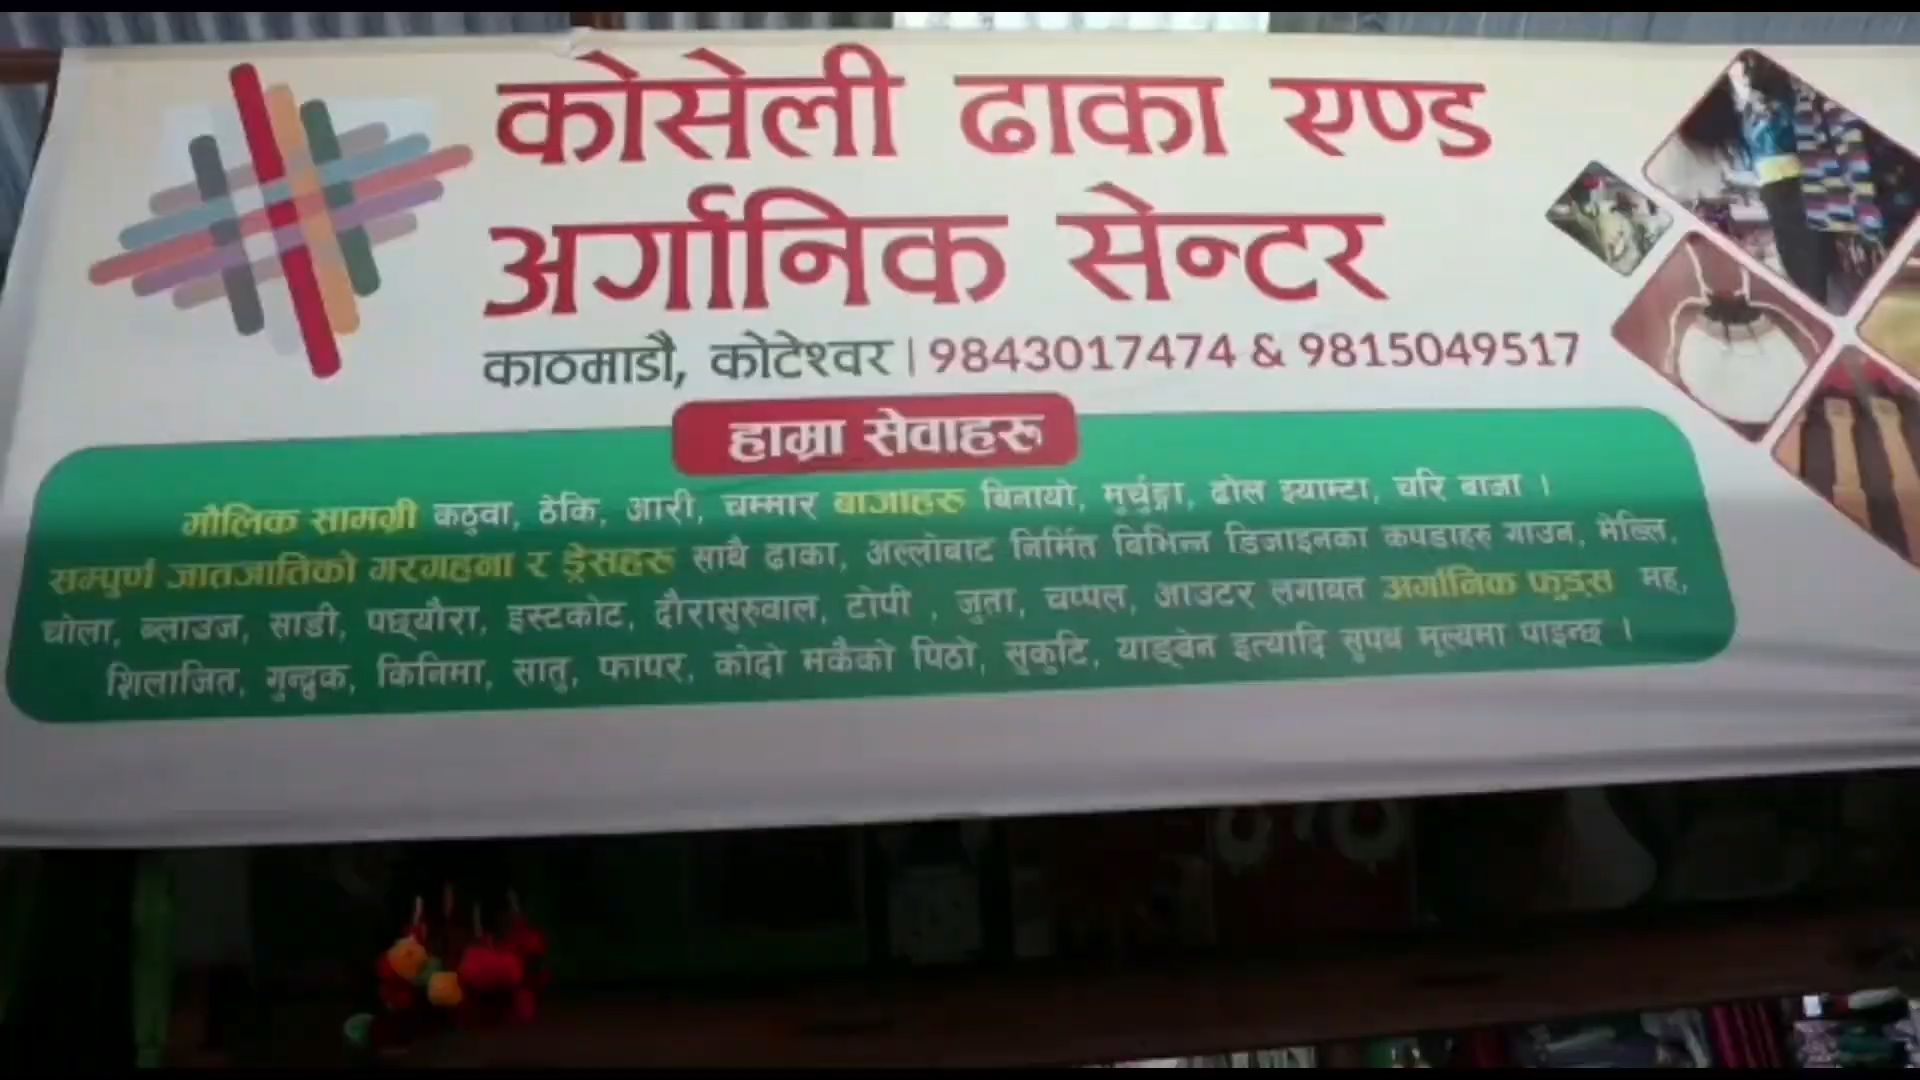 कोसेली ढाका एण्ड
अर्गानिक सेन्टर
काठमाडौ, कोटेश्वर | 9843017474 & 9815049517
हाम्रा सेवाहरू
मौलिक सामग्री कठुवा, ठेकि, आरी, चम्मार बाजाहरु बिनायो, मुर्चुङ्गा, ढोल झ्याम्टा, यरि बाजा ।
सम्पुर्ण जातजातिको गरगहना र ड्रेसहरु साथै ढाका, अल्लोबाट निर्मित बिभिन्न डिजाइनका कपडाहरु गाउन, मेख्लि,
चोला, ब्लाउज, साडी, पछ्यौरा, इस्टकोट, दौरासुरुवाल, टोपी , जुता, चप्पल, आउटर लगायत अर्गानिक फुड्स मह,
शिलाजित, गुन्द्रुक, किनिमा, सातु, फापर, कोदो मकैको पिठो, सुकुटि, याङ्बेन इत्यादि सुपथ मूल्यमा पाइन्छ ।